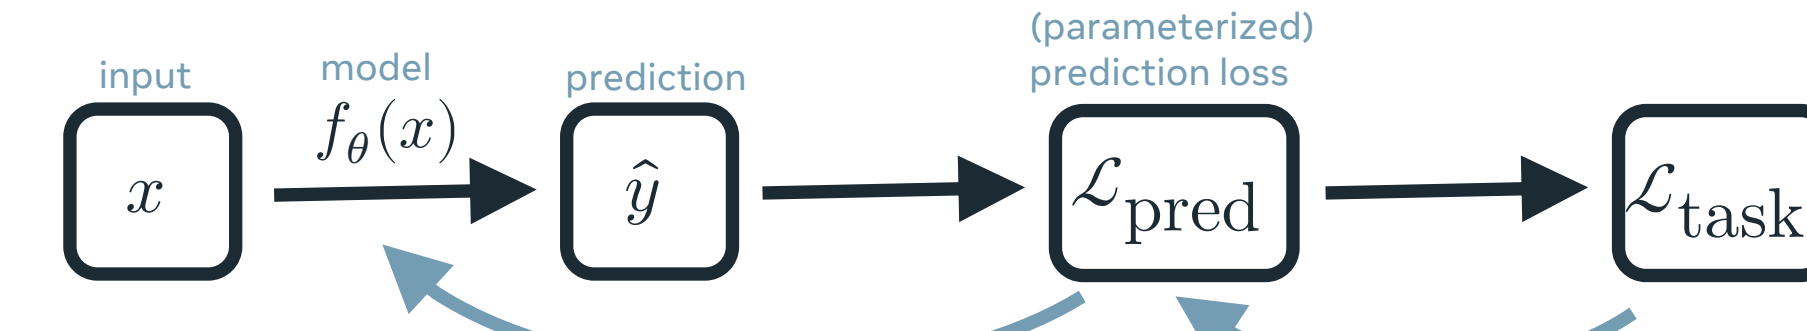 input
model
f_θ(x)
prediction
(parameterized)
prediction loss
x
ŷ
ℒ_pred
ℒ_task